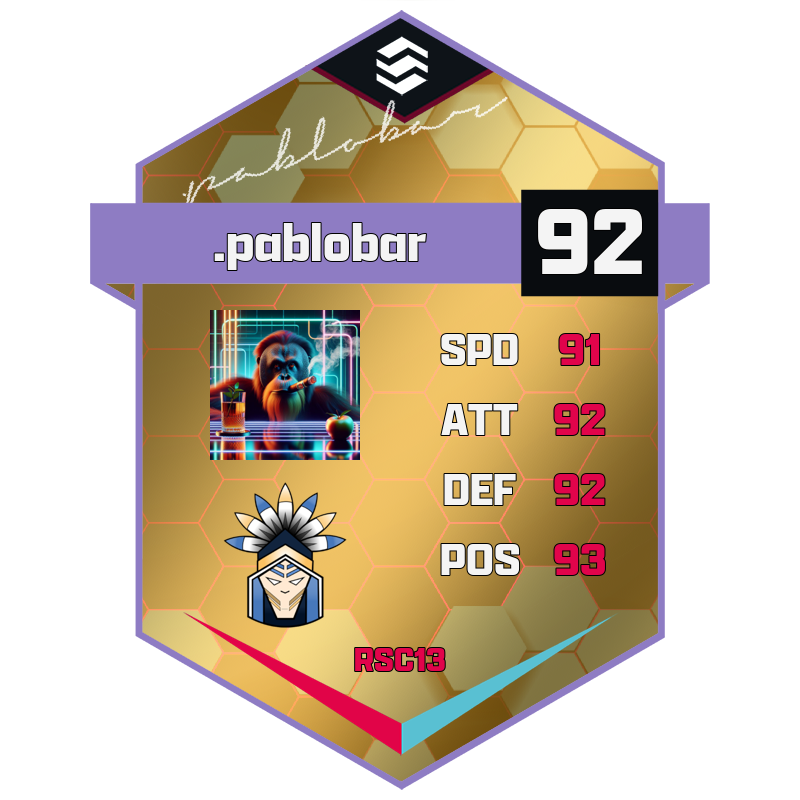 pablobar
.pablobar 92
SPD 91
ATT 92
DEF 92
POS 93
RSC13